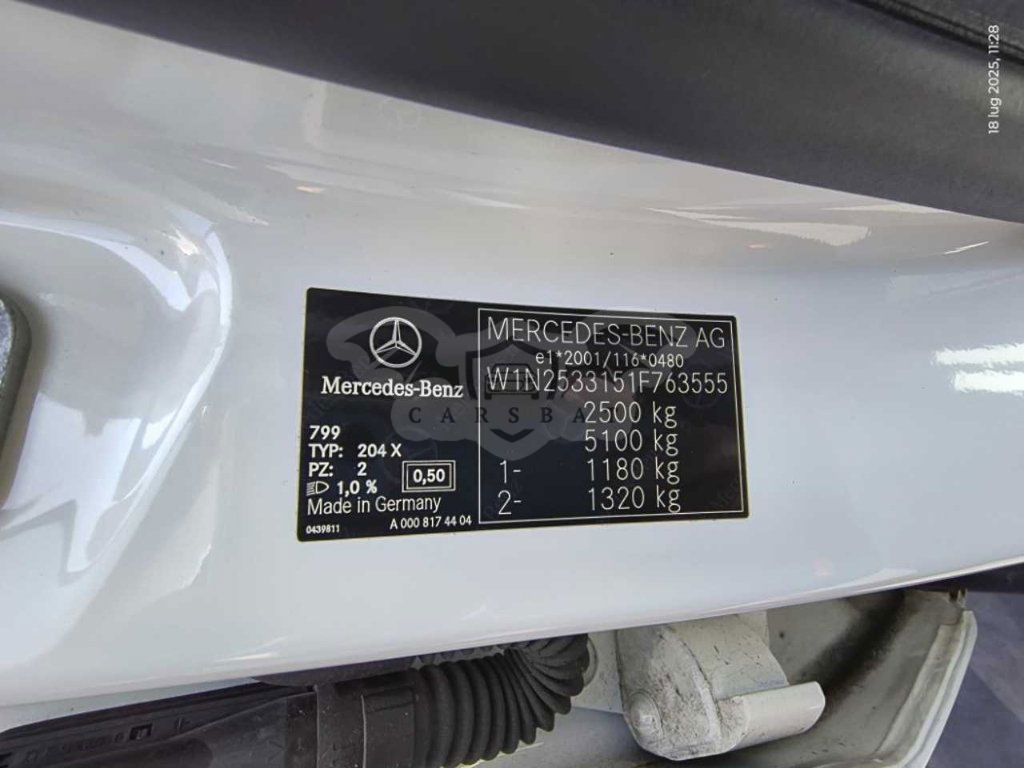 18 lug 2025, 11:28
Mercedes-Benz
799
TYP: 204 X
PZ: 2
1,0 %
0,50
Made in Germany
0439811
A 000 817 44 04
MERCEDES-BENZ AG
e1*2001/116*0480
W1N2533151F763555
2500 kg
5100 kg
1- 1180 kg
2- 1320 kg